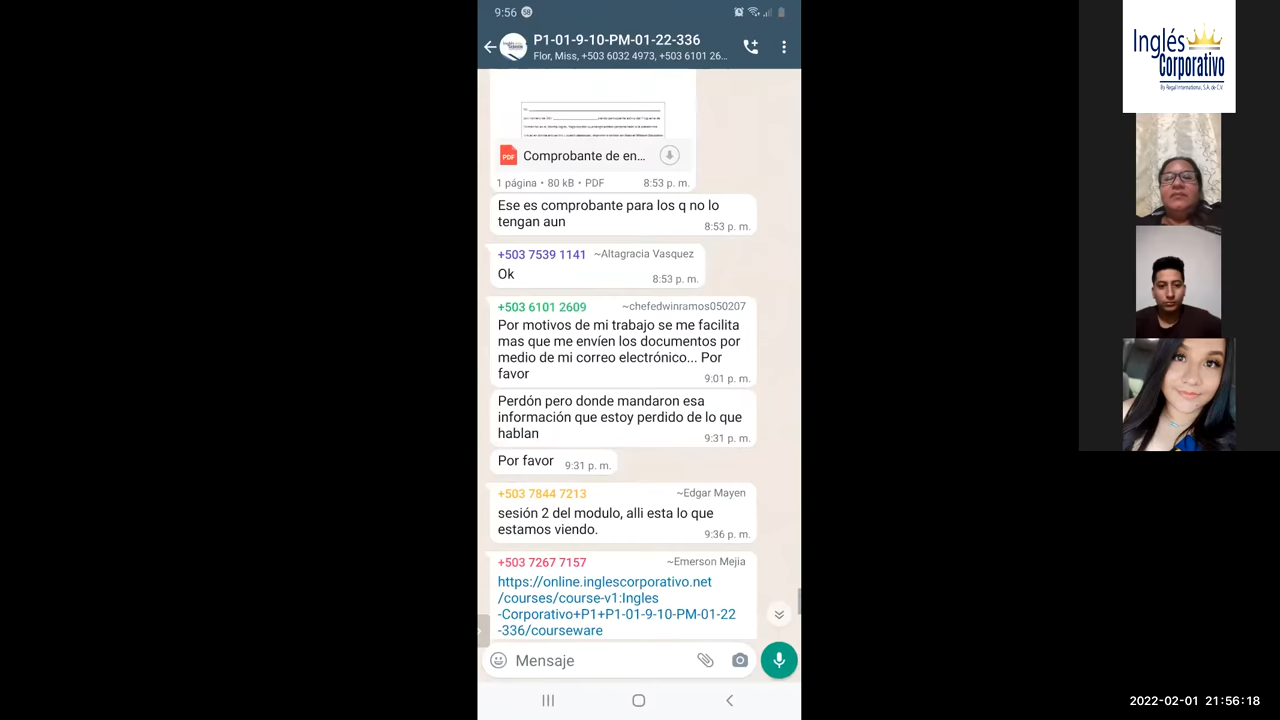 9:56 58
P1-01-9-10-PM-01-22-336
Flor, Miss, +503 6032 4973, +503 6101 26...
PDF Comprobante de en...
1 página • 80 kB • PDF 8:53 p. m.
Ese es comprobante para los q no lo
tengan aun
8:53 p. m.
+503 7539 1141 ~Altagracia Vasquez
Ok
8:53 p. m.
+503 6101 2609 ~chefedwinramos050207
Por motivos de mi trabajo se me facilita
mas que me envíen los documentos por
medio de mi correo electrónico... Por
favor
9:01 p. m.
Perdón pero donde mandaron esa
información que estoy perdido de lo que
hablan
9:31 p. m.
Por favor 9:31 p. m.
+503 7844 7213 ~Edgar Mayen
sesión 2 del modulo, alli esta lo que
estamos viendo.
9:36 p. m.
+503 7267 7157 ~Emerson Mejia
https://online.inglescorporativo.net
/courses/course-v1:Ingles
-Corporativo+P1+P1-01-9-10-PM-01-22
-336/courseware
Mensaje
Inglés
Corporativo
By Regal International, S.A. de C.V.
2022-02-01 21:56:18